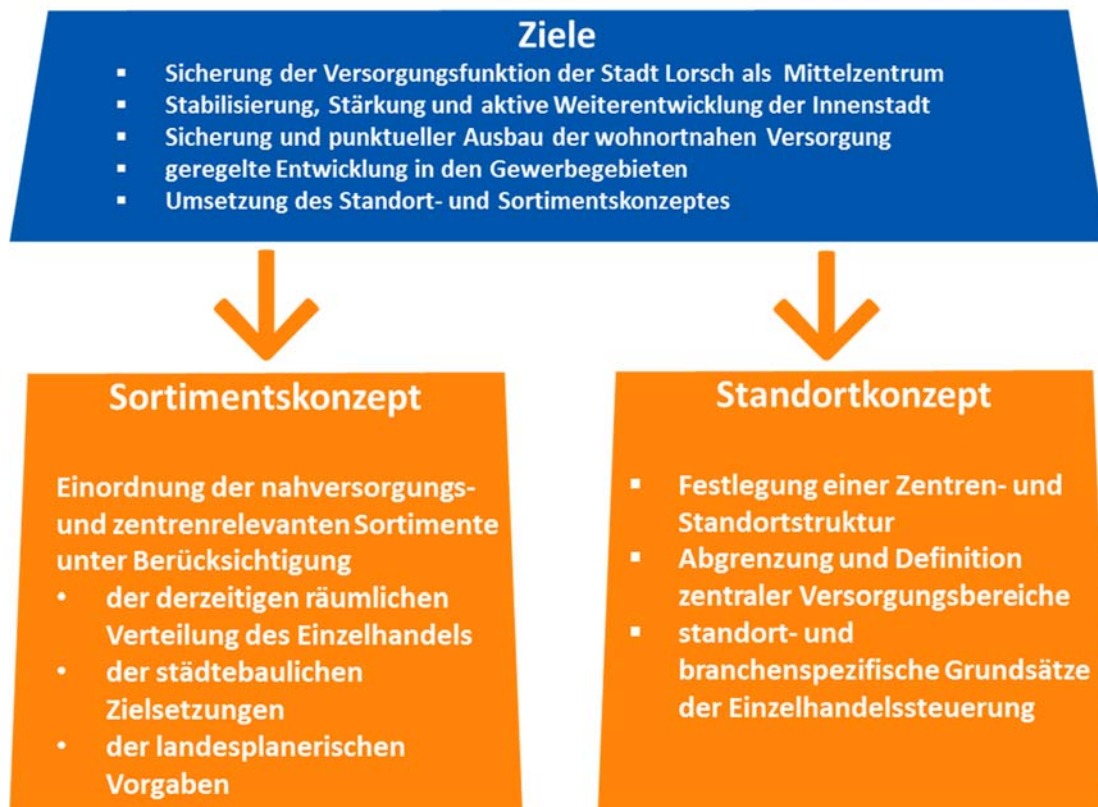 Ziele
▪ Sicherung der Versorgungsfunktion der Stadt Lorsch als Mittelzentrum
▪ Stabilisierung, Stärkung und aktive Weiterentwicklung der Innenstadt
▪ Sicherung und punktueller Ausbau der wohnortnahen Versorgung
▪ geregelte Entwicklung in den Gewerbegebieten
▪ Umsetzung des Standort- und Sortimentskonzeptes
Sortimentskonzept
Einordnung der nahversorgungs-
und zentrenrelevanten Sortimente
unter Berücksichtigung
• der derzeitigen räumlichen
Verteilung des Einzelhandels
• der städtebaulichen
Zielsetzungen
• der landesplanerischen
Vorgaben
Standortkonzept
▪ Festlegung einer Zentren- und
Standortstruktur
▪ Abgrenzung und Definition
zentraler Versorgungsbereiche
▪ standort- und
branchenspezifische Grundsätze
der Einzelhandelssteuerung